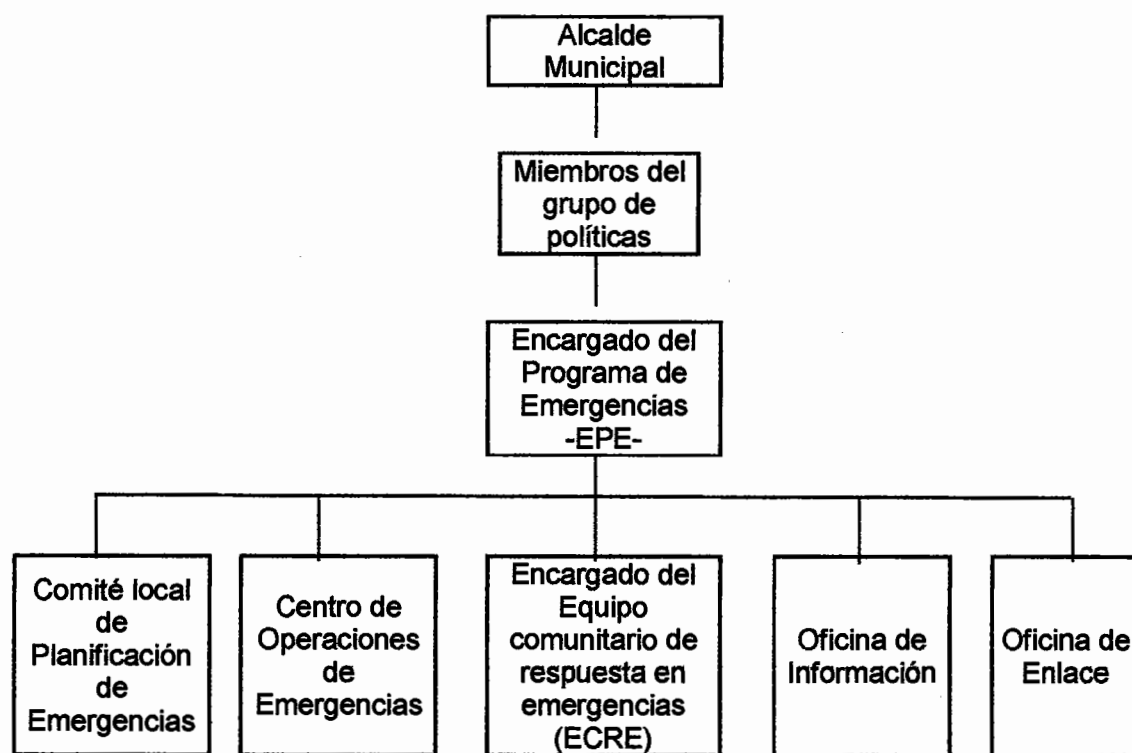 Alcalde
Municipal
Miembros del
grupo de
políticas
Encargado del
Programa de
Emergencias
-EPE-
Comité local
de
Planificación
de
Emergencias
Centro de
Operaciones
de
Emergencias
Encargado del
Equipo
comunitario de
respuesta en
emergencias
(ECRE)
Oficina de
Información
Oficina de
Enlace